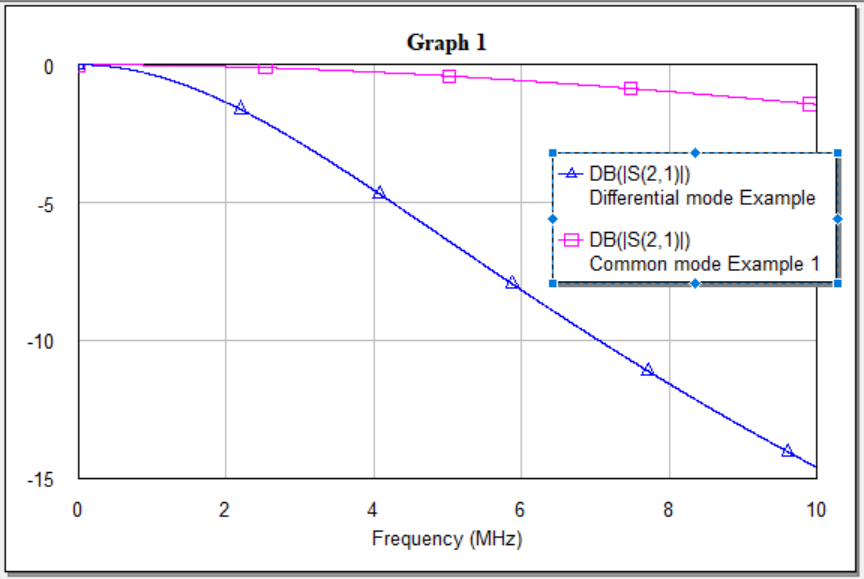 Graph 1
0
-5
-10
-15
DB(|S(2,1)|)
Differential mode Example
DB(|S(2,1)|)
Common mode Example 1
0 2 4 6 8 10
Frequency (MHz)